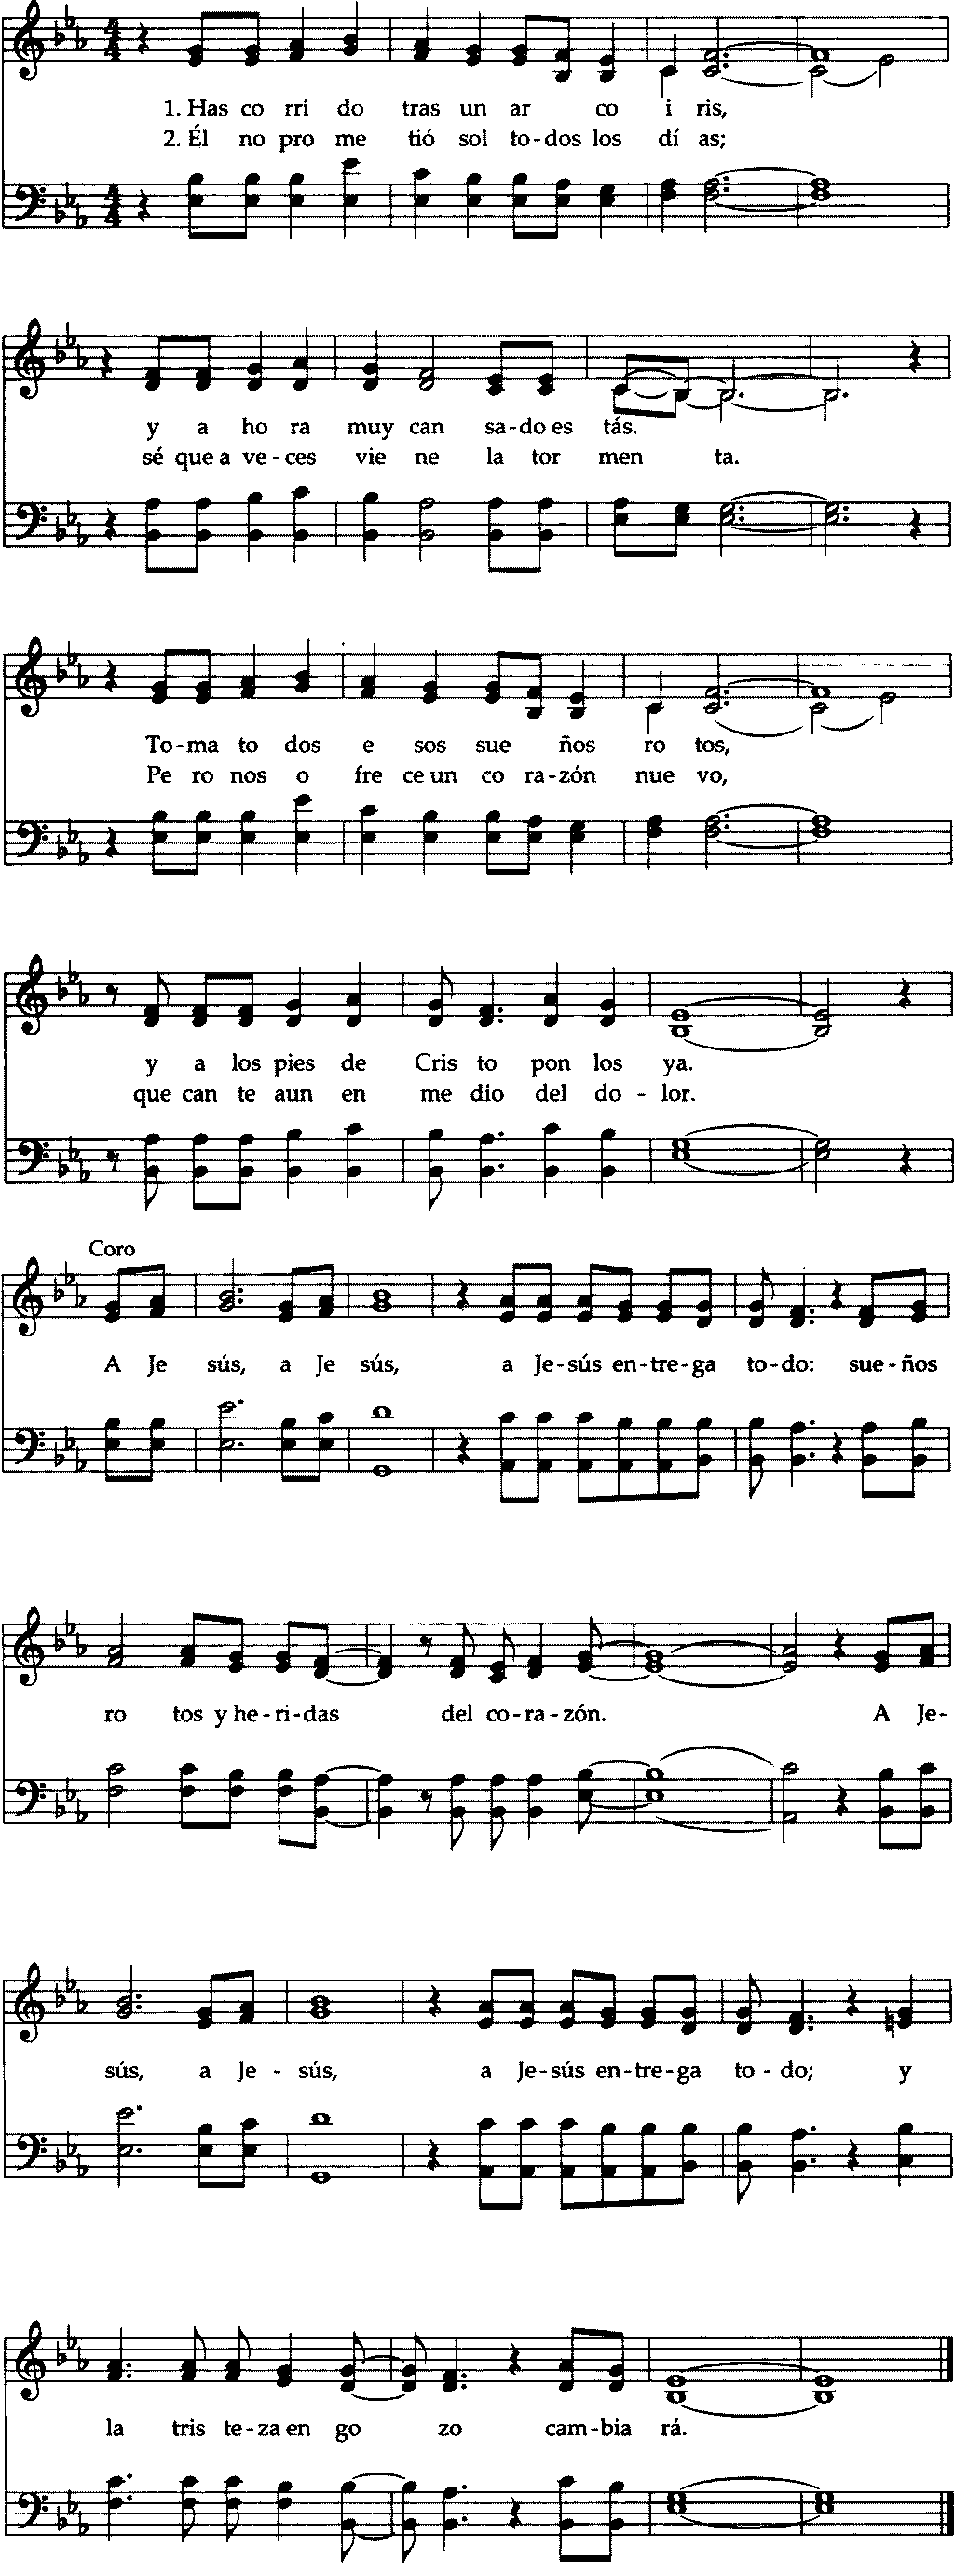 1. Has co rri do tras un ar co i ris,
2. Él no pro me tió sol to-dos los dí as;
y a ho ra muy can sa-do es tás.
sé que a ve-ces vie ne la tor men ta.
To-ma to dos e sos sue ños ro tos,
Pe ro nos o fre ce un co ra-zón nue vo,
y a los pies de Cris to pon los ya.
que can te aun en me dio del do-lor.
Coro
A Je sús, a Je sús, a Je-sús en-tre-ga to-do: sue-ños
ro tos y he-ri-das del co-ra-zón. A Je-
sús, a Je-sús, a Je-sús en-tre-ga to-do; y
la tris te-za en go zo cam-bia rá.